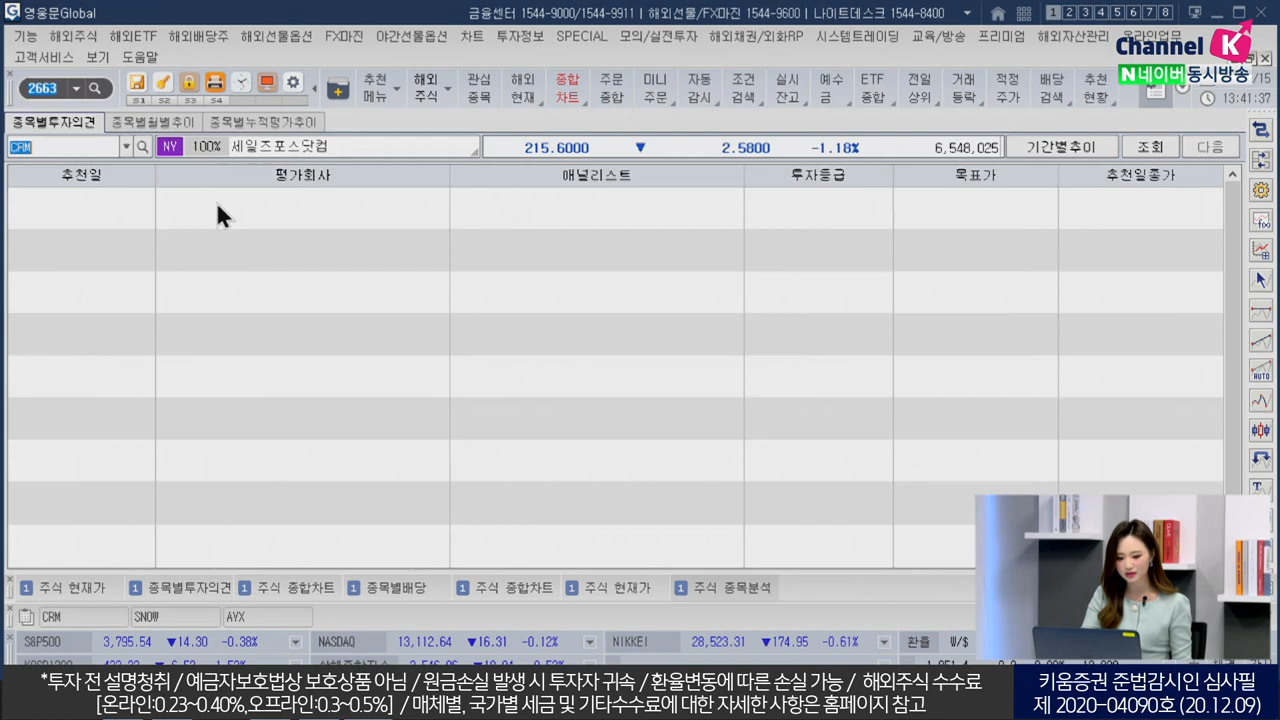 영웅문Global
금융센터 1544-9000/1544-9911 | 해외선물/FX마진 1544-9600 | 나이트데스크 1544-8400
1 2 3 4 5 6 7 8
기능 해외주식 해외ETF 해외배당주 해외선물옵션 FX마진 야간선물옵션 차트 투자정보 SPECIAL 모의/실전투자 해외채권/외화RP 시스템트레이딩 교육/방송 프리미엄 해외자산관리 온라인업무
고객서비스 보기 도움말
Channel K
N네이버 동시방송
2663
S1 S2 S3 S4
추천메뉴 해외주식 관심종목 해외현재 종합차트 주문종합 미니주문 자동감시 조건검색 실시잔고 예수금 ETF종합 전일상위 거래등락 적정주가 배당검색 추천현황
/15
13:41:37
종목별투자의견 종목별월별추이 종목별누적평가추이
CRM NY 100% 세일즈포스닷컴 215.6000 ▼ 2.5800 -1.18% 6,548,025 기간별추이 조회 다음
추천일 평가회사 애널리스트 투자등급 목표가 추천일종가
f(x)
AUTO
T
1 주식 현재가 1 종목별투자의견 1 주식 종합차트 1 종목별배당 1 주식 종합차트 1 주식 현재가 1 주식 종목분석
CRM SNOW AYX
S&P500 3,795.54 ▼14.30 -0.38% NASDAQ 13,112.64 ▼16.31 -0.12% NIKKEI 28,523.31 ▼174.95 -0.61% 환율 W/$
*투자 전 설명청취 / 예금자보호법상 보호상품 아님 / 원금손실 발생 시 투자자 귀속 / 환율변동에 따른 손실 가능 / 해외주식 수수료
[온라인:0.23~0.40%,오프라인:0.3~0.5%] / 매체별, 국가별 세금 및 기타수수료에 대한 자세한 사항은 홈페이지 참고
키움증권 준법감시인 심사필
제 2020-04090호 (20.12.09)